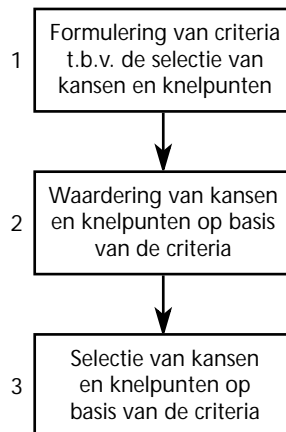 Formulering van criteria
1
t.b.v. de selectie van
kansen en knelpunten
Waardering van kansen
2
en knelpunten op basis
van de criteria
Selectie van kansen
3
en knelpunten op
basis van de criteria